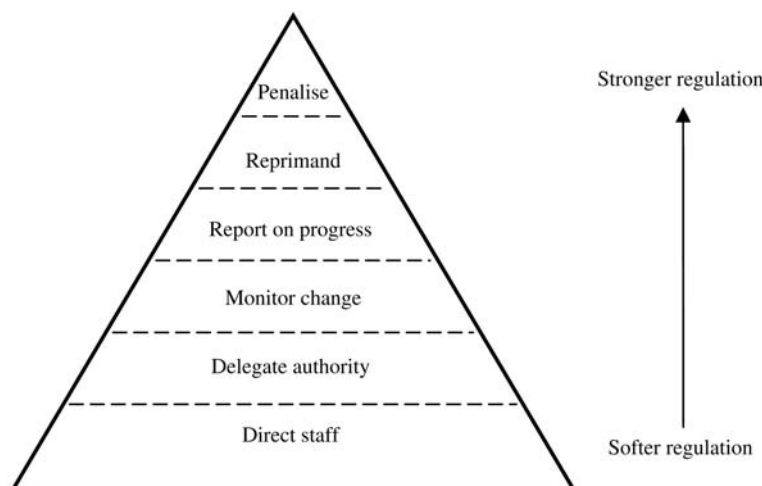 Penalise
Reprimand
Report on progress
Monitor change
Delegate authority
Direct staff
Stronger regulation
Softer regulation